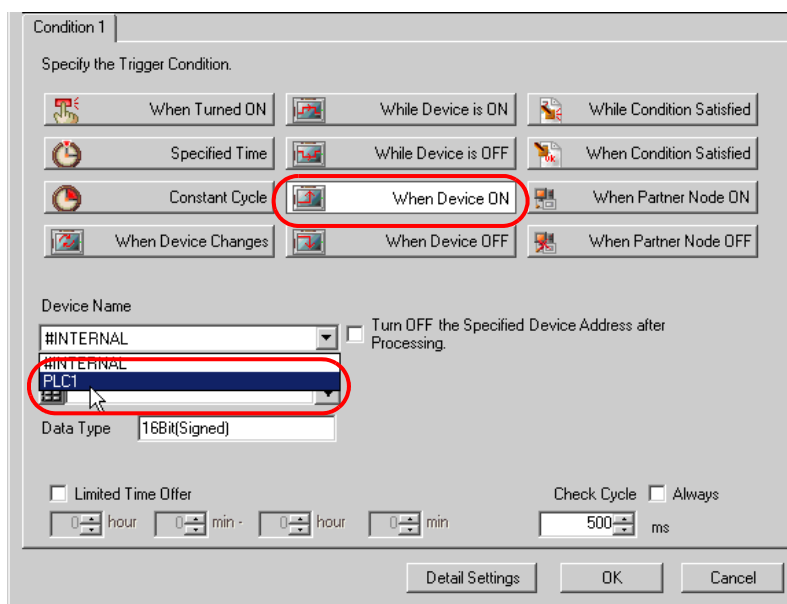 Condition 1
Specify the Trigger Condition.
When Turned ON While Device is ON While Condition Satisfied
Specified Time While Device is OFF When Condition Satisfied
Constant Cycle When Device ON When Partner Node ON
When Device Changes When Device OFF When Partner Node OFF
Device Name
#INTERNAL Turn OFF the Specified Device Address after
Processing.
#INTERNAL
PLC1
Data Type 16Bit(Signed)
Limited Time Offer Check Cycle Always
0 hour 0 min - 0 hour 0 min 500 ms
Detail Settings OK Cancel